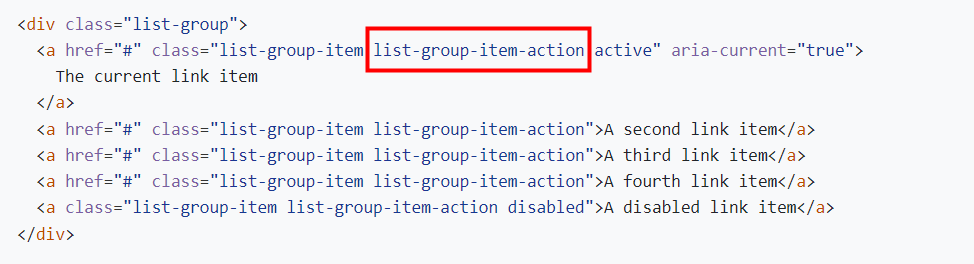 <div class="list-group">
  <a href="#" class="list-group-item list-group-item-action active" aria-current="true">
    The current link item
  </a>
  <a href="#" class="list-group-item list-group-item-action">A second link item</a>
  <a href="#" class="list-group-item list-group-item-action">A third link item</a>
  <a href="#" class="list-group-item list-group-item-action">A fourth link item</a>
  <a class="list-group-item list-group-item-action disabled">A disabled link item</a>
</div>